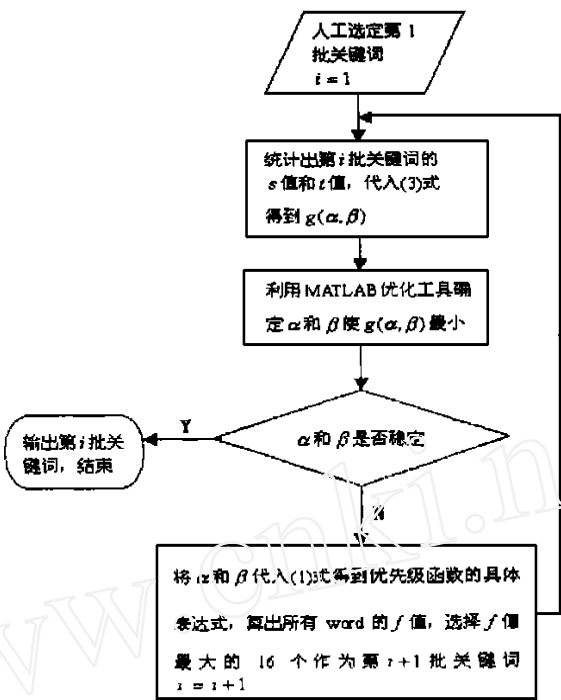 人工选定第1
批关键词
i = 1
统计出第i批关键词的
s值和t值，代入(3)式
得到g(α,β)
利用MATLAB优化工具确
定α和β使g(α,β)最小
α和β是否稳定
Y
输出第i批关
键词，结束
N
将α和β代入(1)式得到优先级函数的具体
表达式，算出所有 word 的f值，选择f值
最大的 16 个作为第i+1批关键词
i = i+1
www.cnki.n